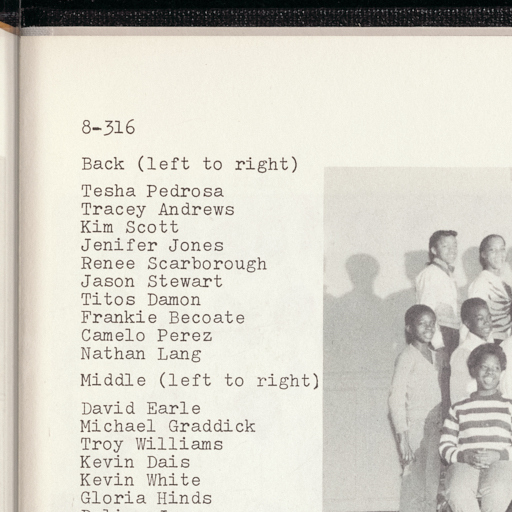 8-316
Back (left to right)
Tesha Pedrosa
Tracey Andrews
Kim Scott
Jenifer Jones
Renee Scarborough
Jason Stewart
Titos Damon
Frankie Becoate
Camelo Perez
Nathan Lang
Middle (left to right)
David Earle
Michael Graddick
Troy Williams
Kevin Dais
Kevin White
Gloria Hinds